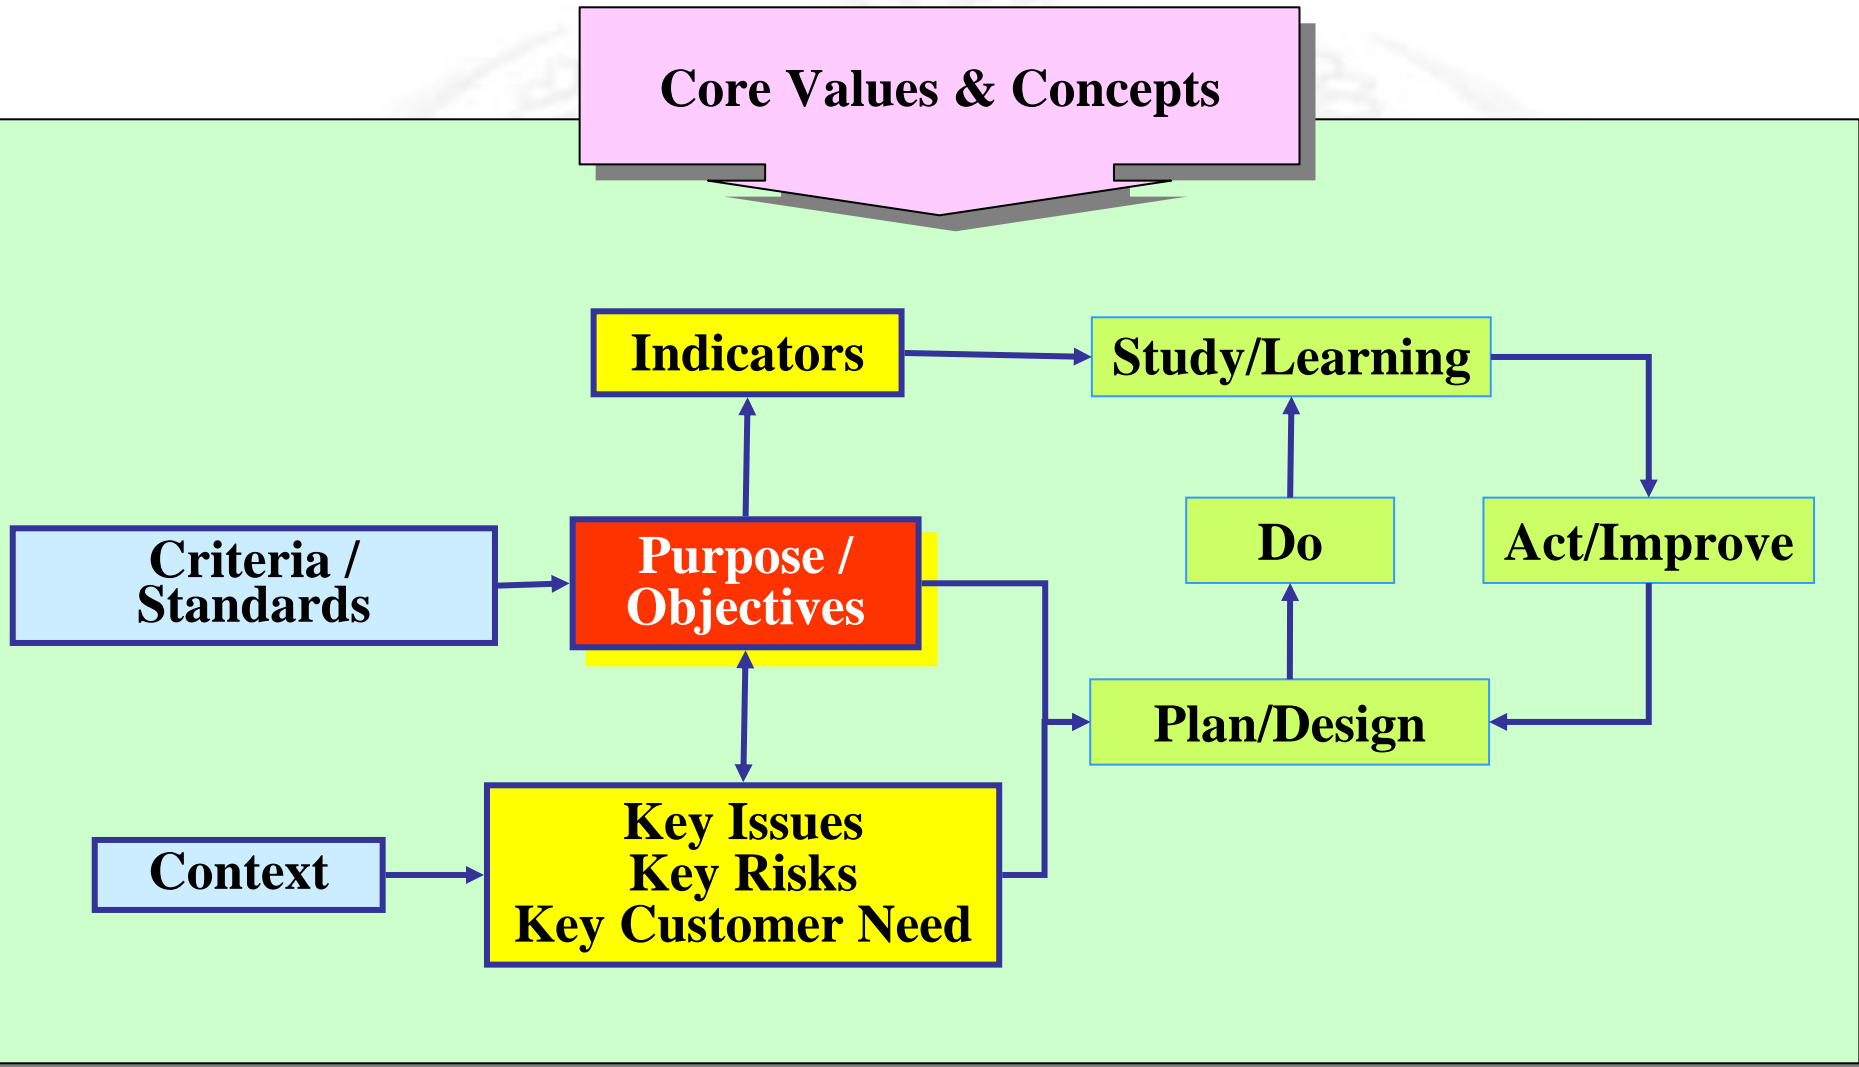 Core Values & Concepts
Indicators
Study/Learning
Criteria /
Standards
Purpose /
Objectives
Do
Act/Improve
Plan/Design
Context
Key Issues
Key Risks
Key Customer Need